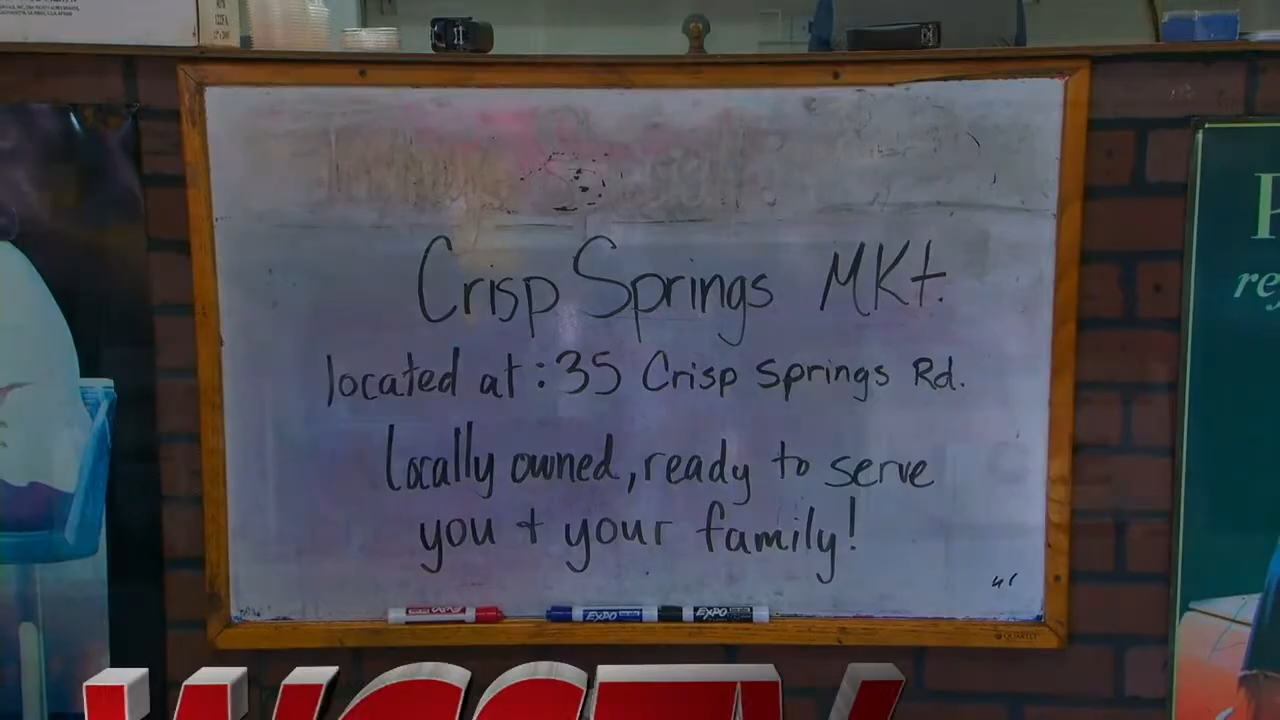 Crisp Springs MKt.
located at: 35 Crisp Springs Rd.
Locally owned, ready to serve
you + your family!
EXPO
EXPO
QUARTET